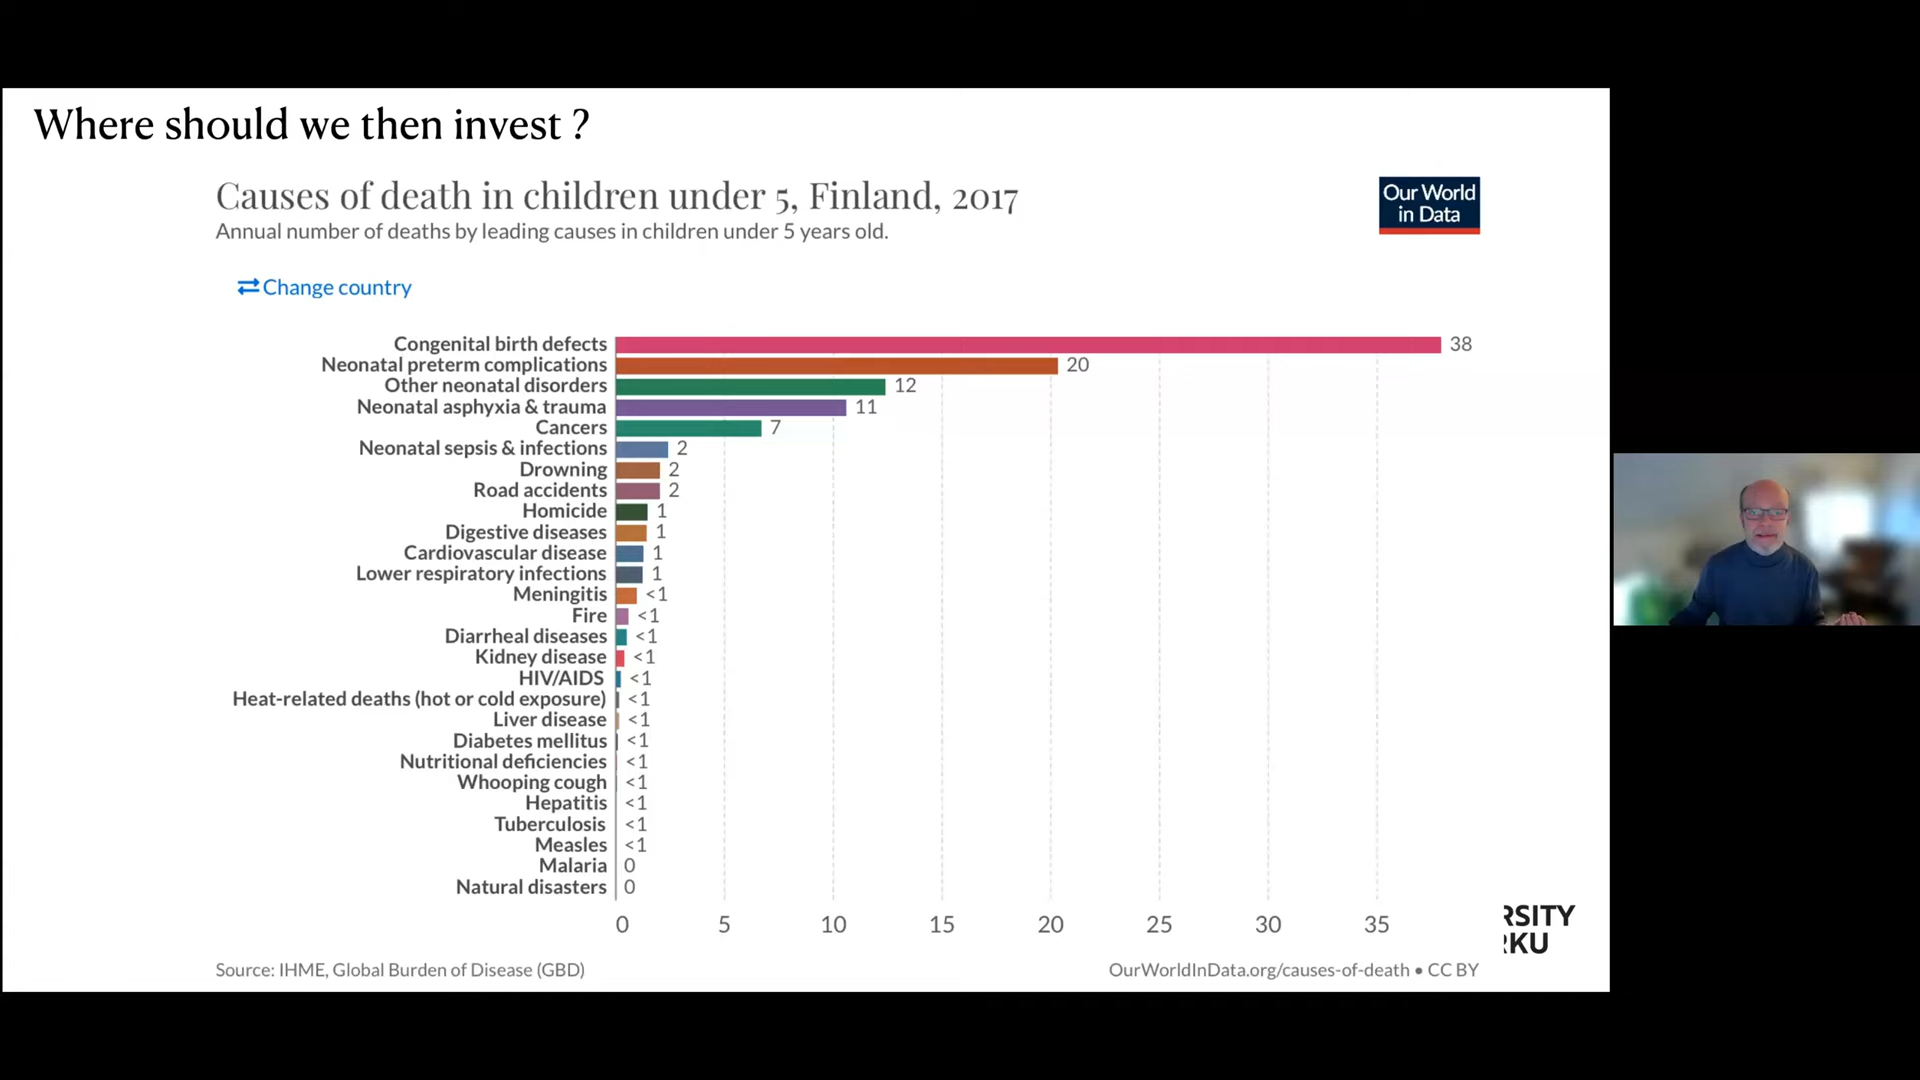 Where should we then invest ?
Causes of death in children under 5, Finland, 2017
Annual number of deaths by leading causes in children under 5 years old.
Our World
in Data
⇄ Change country
Congenital birth defects 38
Neonatal preterm complications 20
Other neonatal disorders 12
Neonatal asphyxia & trauma 11
Cancers 7
Neonatal sepsis & infections 2
Drowning 2
Road accidents 2
Homicide 1
Digestive diseases 1
Cardiovascular disease 1
Lower respiratory infections 1
Meningitis <1
Fire <1
Diarrheal diseases <1
Kidney disease <1
HIV/AIDS <1
Heat-related deaths (hot or cold exposure) <1
Liver disease <1
Diabetes mellitus <1
Nutritional deficiencies <1
Whooping cough <1
Hepatitis <1
Tuberculosis <1
Measles <1
Malaria 0
Natural disasters 0
0 5 10 15 20 25 30 35
RSITY
RKU
Source: IHME, Global Burden of Disease (GBD)
OurWorldInData.org/causes-of-death • CC BY